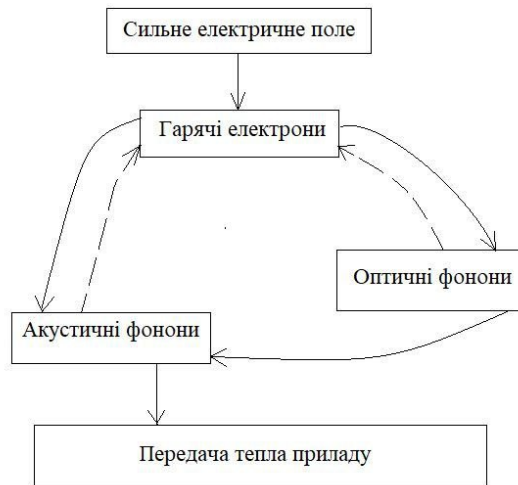 Сильне електричне поле
Гарячі електрони
Оптичні фонони
Акустичні фонони
Передача тепла приладу